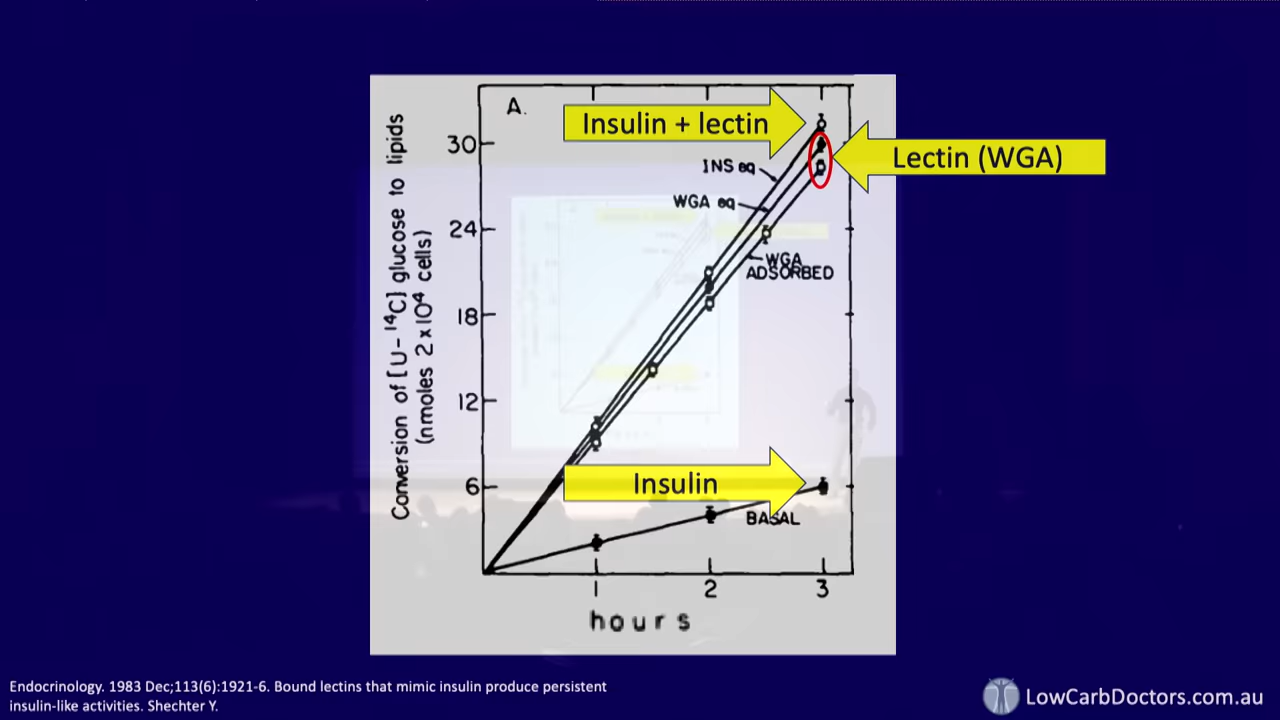 A.
Insulin + lectin
Lectin (WGA)
INS eq
WGA eq
WGA
ADSORBED
Insulin
BASAL
Conversion of [U-¹⁴C] glucose to lipids
(nmoles 2 x 10⁴ cells)
30
24
18
12
6
1 2 3
hours
Endocrinology. 1983 Dec;113(6):1921-6. Bound lectins that mimic insulin produce persistent
insulin-like activities. Shechter Y.
LowCarbDoctors.com.au